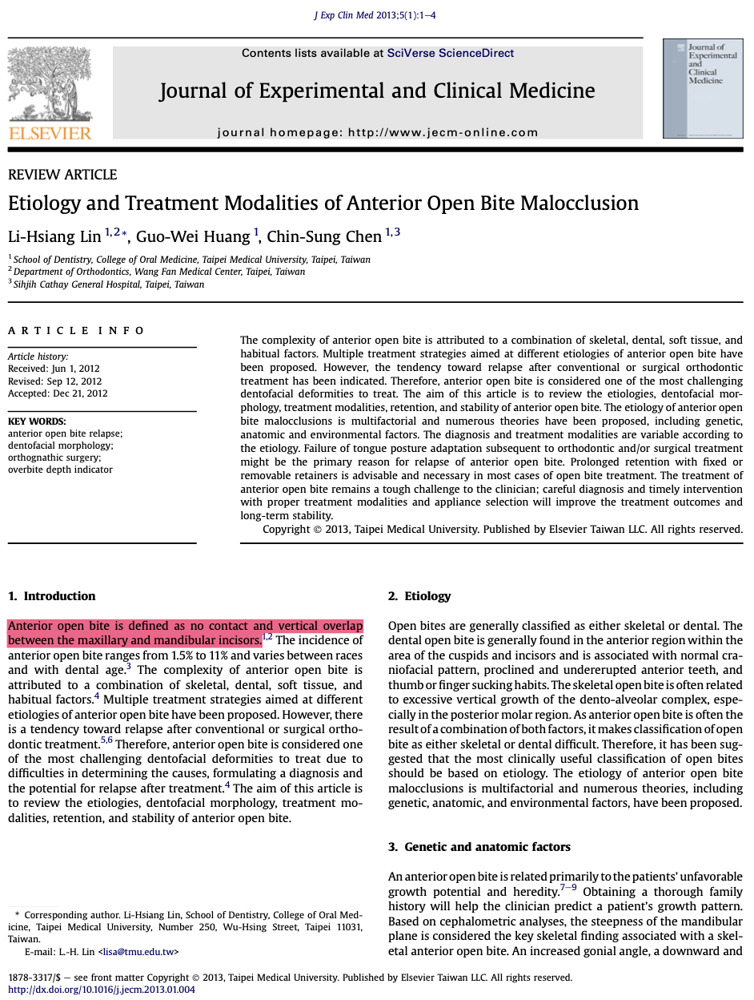 J Exp Clin Med 2013;5(1):1–4
Contents lists available at SciVerse ScienceDirect
Journal of Experimental and Clinical Medicine
journal homepage: http://www.jecm-online.com
ELSEVIER
Journal of
Experimental
and
Clinical
Medicine
REVIEW ARTICLE
Etiology and Treatment Modalities of Anterior Open Bite Malocclusion
Li-Hsiang Lin 1,2*, Guo-Wei Huang 1, Chin-Sung Chen 1,3
1 School of Dentistry, College of Oral Medicine, Taipei Medical University, Taipei, Taiwan
2 Department of Orthodontics, Wang Fan Medical Center, Taipei, Taiwan
3 Sihjih Cathay General Hospital, Taipei, Taiwan
ARTICLE INFO
Article history:
Received: Jun 1, 2012
Revised: Sep 12, 2012
Accepted: Dec 21, 2012
KEY WORDS:
anterior open bite relapse;
dentofacial morphology;
orthognathic surgery;
overbite depth indicator
The complexity of anterior open bite is attributed to a combination of skeletal, dental, soft tissue, and
habitual factors. Multiple treatment strategies aimed at different etiologies of anterior open bite have
been proposed. However, the tendency toward relapse after conventional or surgical orthodontic
treatment has been indicated. Therefore, anterior open bite is considered one of the most challenging
dentofacial deformities to treat. The aim of this article is to review the etiologies, dentofacial mor-
phology, treatment modalities, retention, and stability of anterior open bite. The etiology of anterior open
bite malocclusions is multifactorial and numerous theories have been proposed, including genetic,
anatomic and environmental factors. The diagnosis and treatment modalities are variable according to
the etiology. Failure of tongue posture adaptation subsequent to orthodontic and/or surgical treatment
might be the primary reason for relapse of anterior open bite. Prolonged retention with fixed or
removable retainers is advisable and necessary in most cases of open bite treatment. The treatment of
anterior open bite remains a tough challenge to the clinician; careful diagnosis and timely intervention
with proper treatment modalities and appliance selection will improve the treatment outcomes and
long-term stability.
Copyright © 2013, Taipei Medical University. Published by Elsevier Taiwan LLC. All rights reserved.
1. Introduction
Anterior open bite is defined as no contact and vertical overlap
between the maxillary and mandibular incisors.1,2 The incidence of
anterior open bite ranges from 1.5% to 11% and varies between races
and with dental age.3 The complexity of anterior open bite is
attributed to a combination of skeletal, dental, soft tissue, and
habitual factors.4 Multiple treatment strategies aimed at different
etiologies of anterior open bite have been proposed. However, there
is a tendency toward relapse after conventional or surgical ortho-
dontic treatment.5,6 Therefore, anterior open bite is considered one
of the most challenging dentofacial deformities to treat due to
difficulties in determining the causes, formulating a diagnosis and
the potential for relapse after treatment.4 The aim of this article is
to review the etiologies, dentofacial morphology, treatment mo-
dalities, retention, and stability of anterior open bite.
* Corresponding author. Li-Hsiang Lin, School of Dentistry, College of Oral Med-
icine, Taipei Medical University, Number 250, Wu-Hsing Street, Taipei 11031,
Taiwan.
E-mail: L.-H. Lin <lisa@tmu.edu.tw>
2. Etiology
Open bites are generally classified as either skeletal or dental. The
dental open bite is generally found in the anterior region within the
area of the cuspids and incisors and is associated with normal cra-
niofacial pattern, proclined and undererupted anterior teeth, and
thumb or finger sucking habits. The skeletal open bite is often related
to excessive vertical growth of the dento-alveolar complex, espe-
cially in the posterior molar region. As anterior open bite is often the
result of a combination of both factors, it makes classification of open
bite as either skeletal or dental difficult. Therefore, it has been sug-
gested that the most clinically useful classification of open bites
should be based on etiology. The etiology of anterior open bite
malocclusions is multifactorial and numerous theories, including
genetic, anatomic, and environmental factors, have been proposed.
3. Genetic and anatomic factors
An anterior open bite is related primarily to the patients' unfavorable
growth potential and heredity.7–9 Obtaining a thorough family
history will help the clinician predict a patient's growth pattern.
Based on cephalometric analyses, the steepness of the mandibular
plane is considered the key skeletal finding associated with a skel-
etal anterior open bite. An increased gonial angle, a downward and
1878-3317/$ – see front matter Copyright © 2013, Taipei Medical University. Published by Elsevier Taiwan LLC. All rights reserved.
http://dx.doi.org/10.1016/j.jecm.2013.01.004